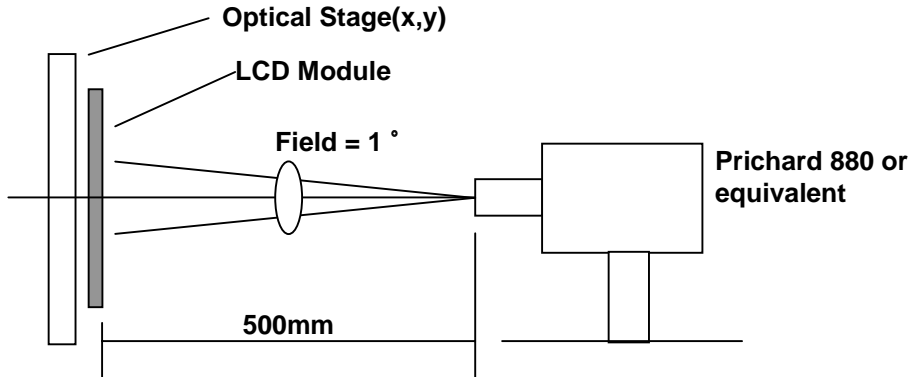 Optical Stage(x,y)
LCD Module
Field = 1 °
Prichard 880 or
equivalent
500mm